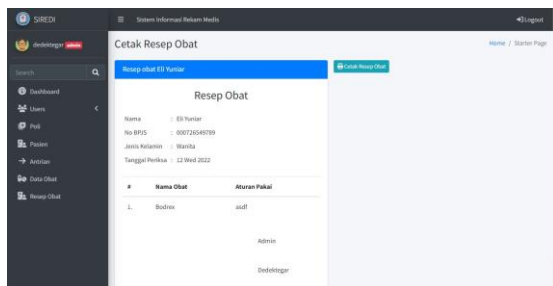 SIREDI
Sistem Informasi Rekam Medis
Logout
dedektegar admin
Cetak Resep Obat
Home / Starter Page
Search
Resep obat Eli Yuniar
Cetak Resep Obat
Dashboard
Users
Poli
Pasien
Antrian
Data Obat
Resep Obat
Resep Obat
Nama : Eli Yuniar
No BPJS : 000726549789
Jenis Kelamin : Wanita
Tanggal Periksa : 12 Wed 2022
# Nama Obat Aturan Pakai
1. Bodrex asdf
Admin
Dedektegar